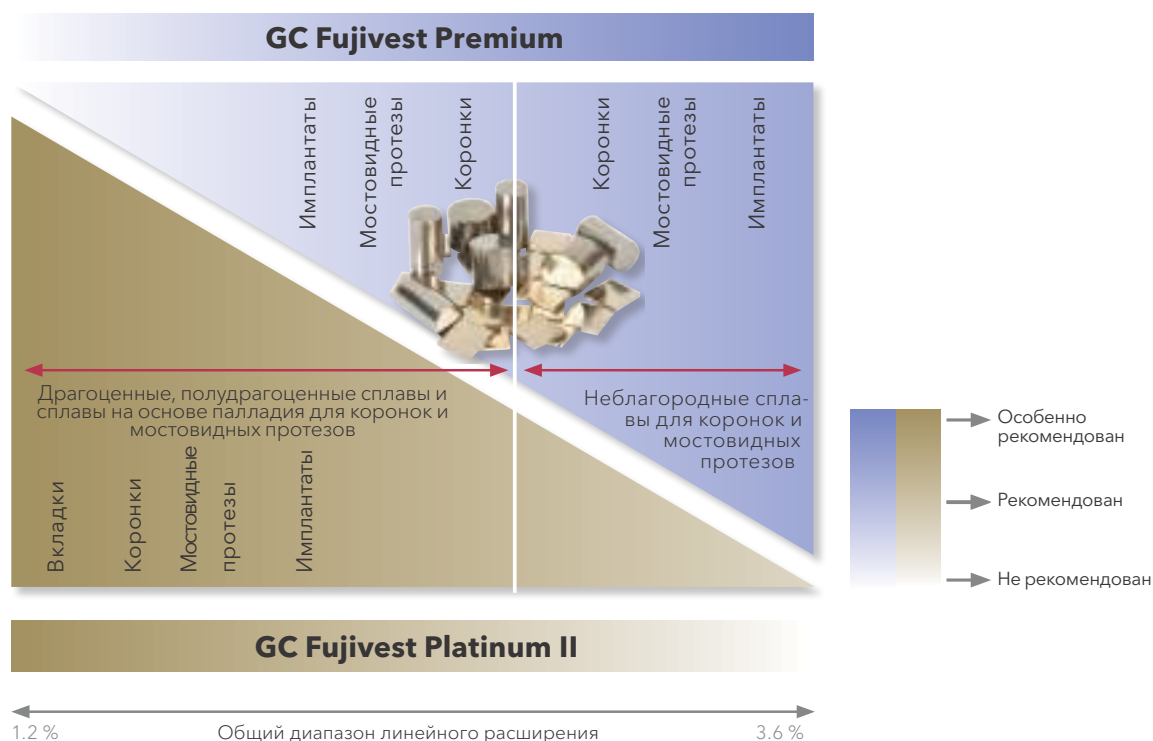 GC Fujivest Premium
Имплантаты
Мостовидные
протезы
Коронки
Коронки
Мостовидные
протезы
Имплантаты
Драгоценные, полудрагоценные сплавы и
сплавы на основе палладия для коронок и
мостовидных протезов
Неблагородные спла-
вы для коронок и
мостовидных
протезов
Вкладки
Коронки
Мостовидные
протезы
Имплантаты
Особенно
рекомендован
Рекомендован
Не рекомендован
GC Fujivest Platinum II
1.2 %
Общий диапазон линейного расширения
3.6 %